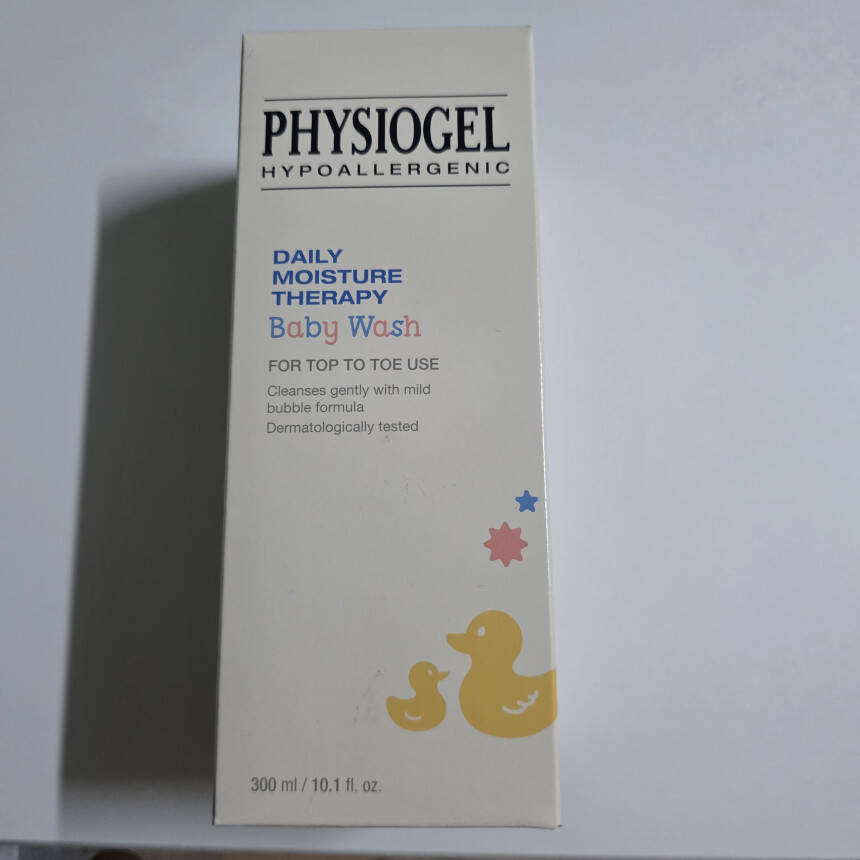 PHYSIOGEL
HYPOALLERGENIC
DAILY
MOISTURE
THERAPY
Baby Wash
FOR TOP TO TOE USE
Cleanses gently with mild
bubble formula
Dermatologically tested
300 ml / 10.1 fl. oz.